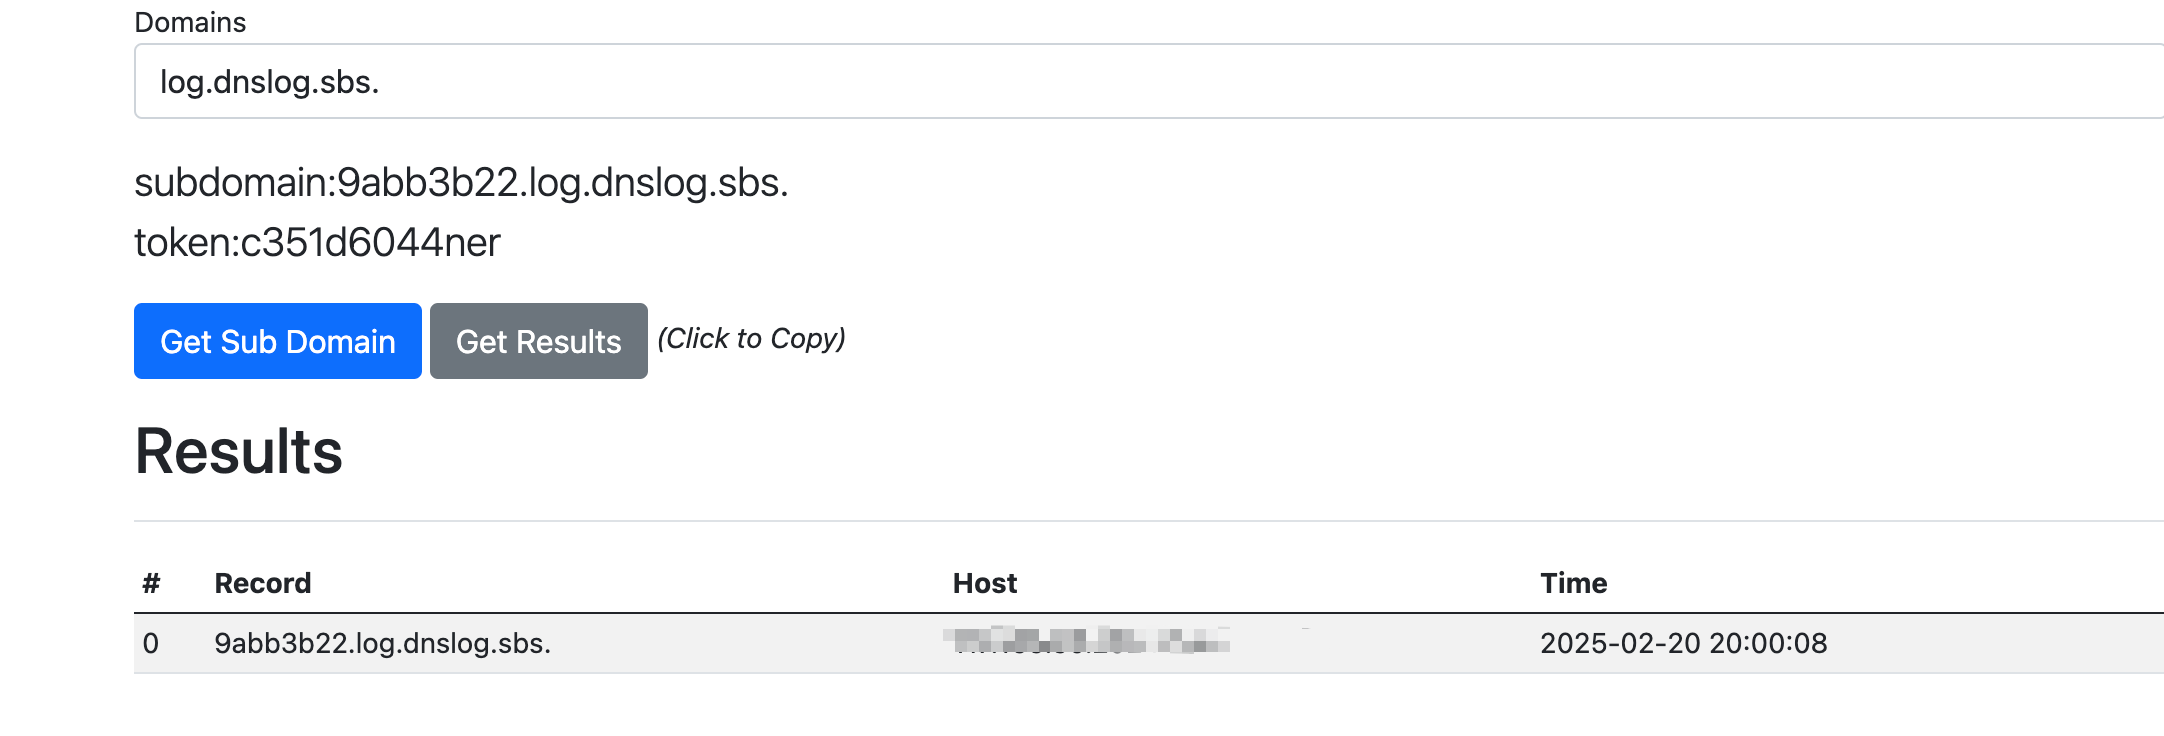 Domains
log.dnslog.sbs.
subdomain:9abb3b22.log.dnslog.sbs.
token:c351d6044ner
Get Sub Domain Get Results (Click to Copy)
Results
# Record Host Time
0 9abb3b22.log.dnslog.sbs. 2025-02-20 20:00:08